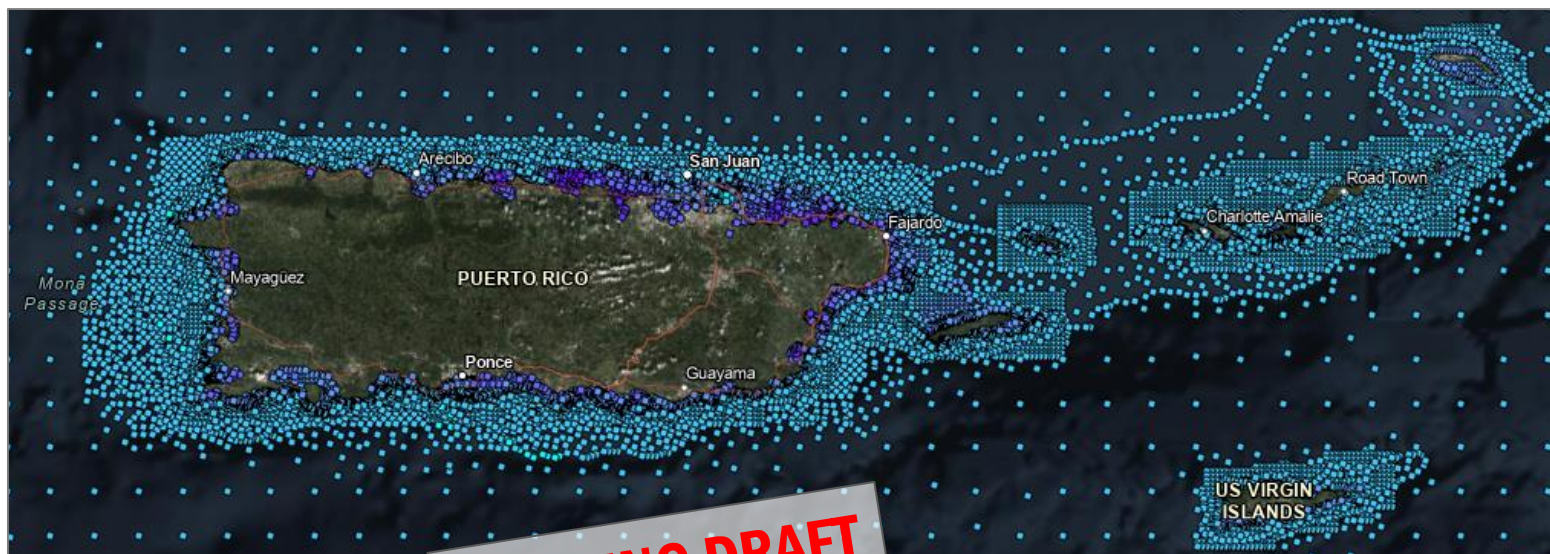 Arecibo
San Juan
Road Town
Charlotte Amalie
Fajardo
Mona
Passage
Mayagüez
PUERTO RICO
Ponce
Guayama
US VIRGIN
ISLANDS
DRAFT